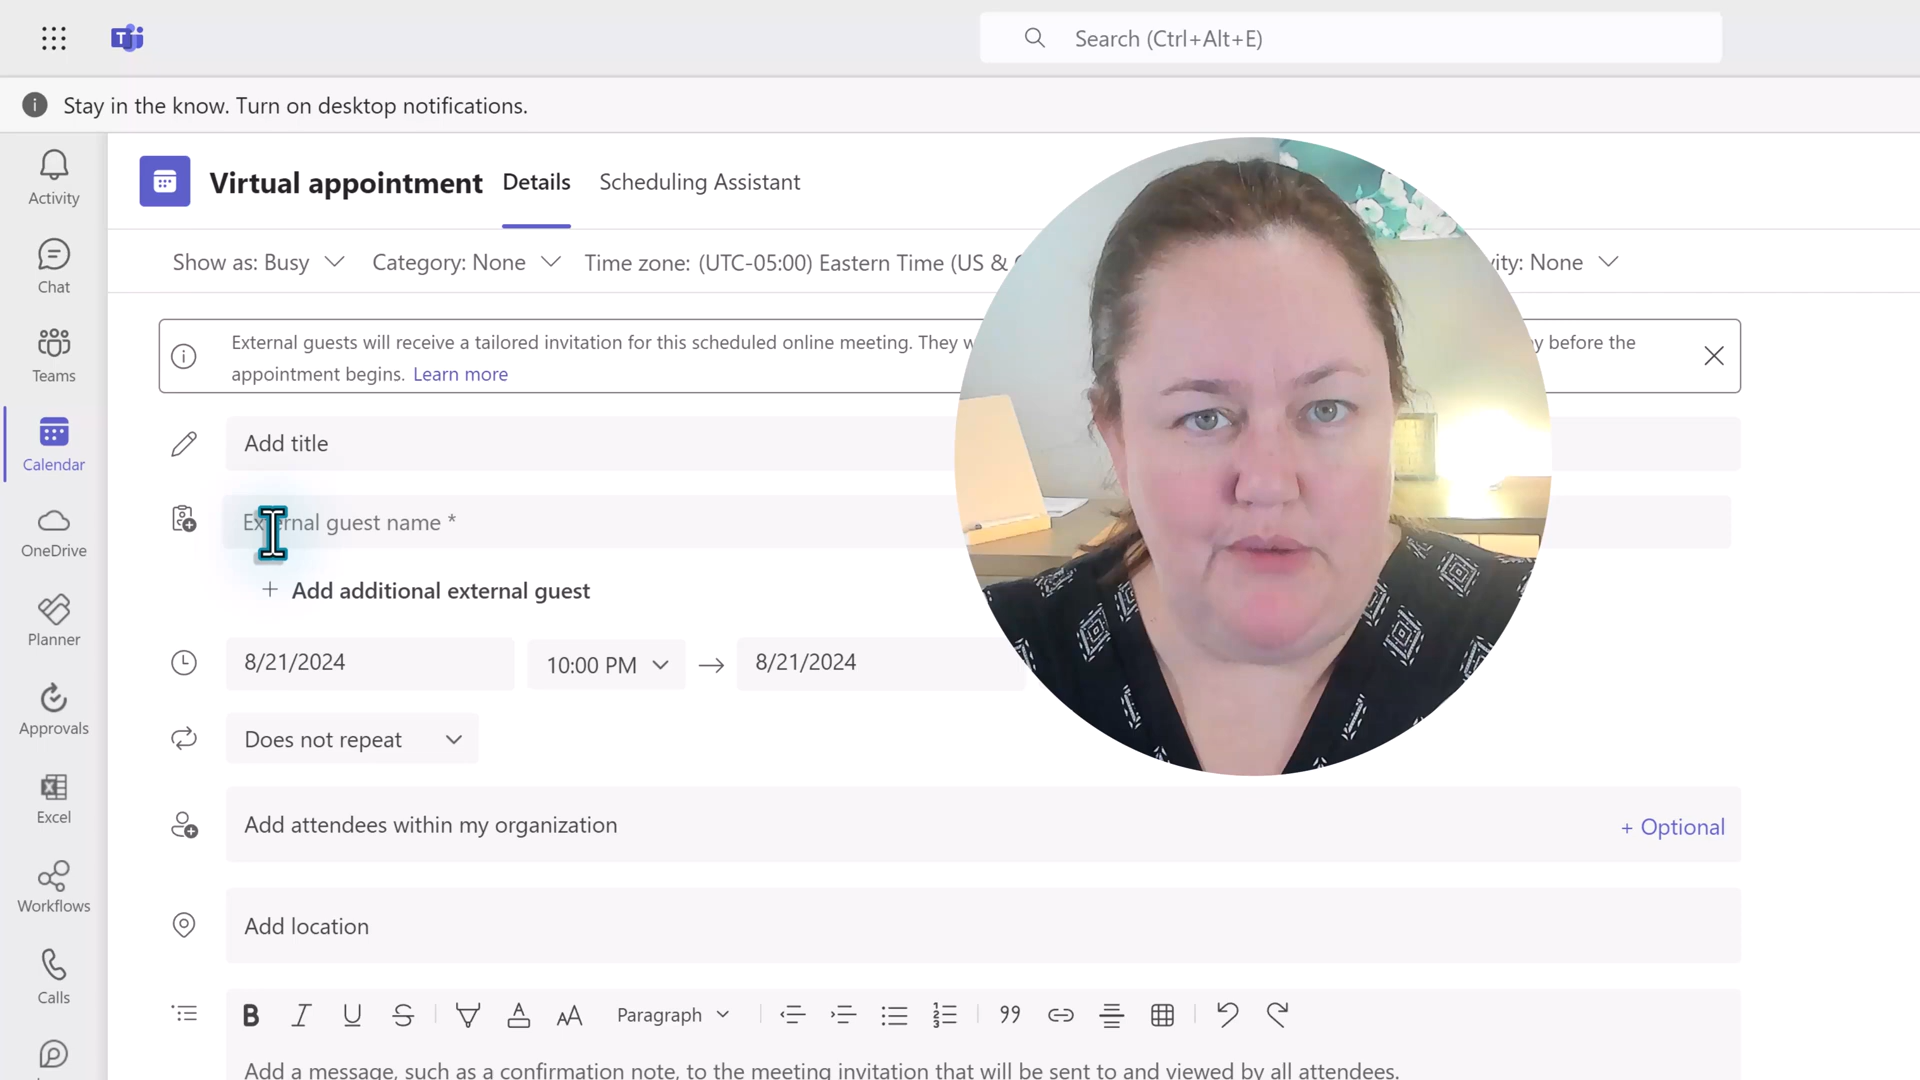 Search (Ctrl+Alt+E)
Stay in the know. Turn on desktop notifications.
Activity
Chat
Teams
Calendar
OneDrive
Planner
Approvals
Excel
Workflows
Calls
Virtual appointment Details Scheduling Assistant
Show as: Busy Category: None Time zone: (UTC-05:00) Eastern Time (US & None
External guests will receive a tailored invitation for this scheduled online meeting. They before the
appointment begins. Learn more
Add title
External guest name *
+ Add additional external guest
8/21/2024 10:00 PM → 8/21/2024
Does not repeat
Add attendees within my organization + Optional
Add location
Paragraph
Add a message, such as a confirmation note, to the meeting invitation that will be sent to and viewed by all attendees.